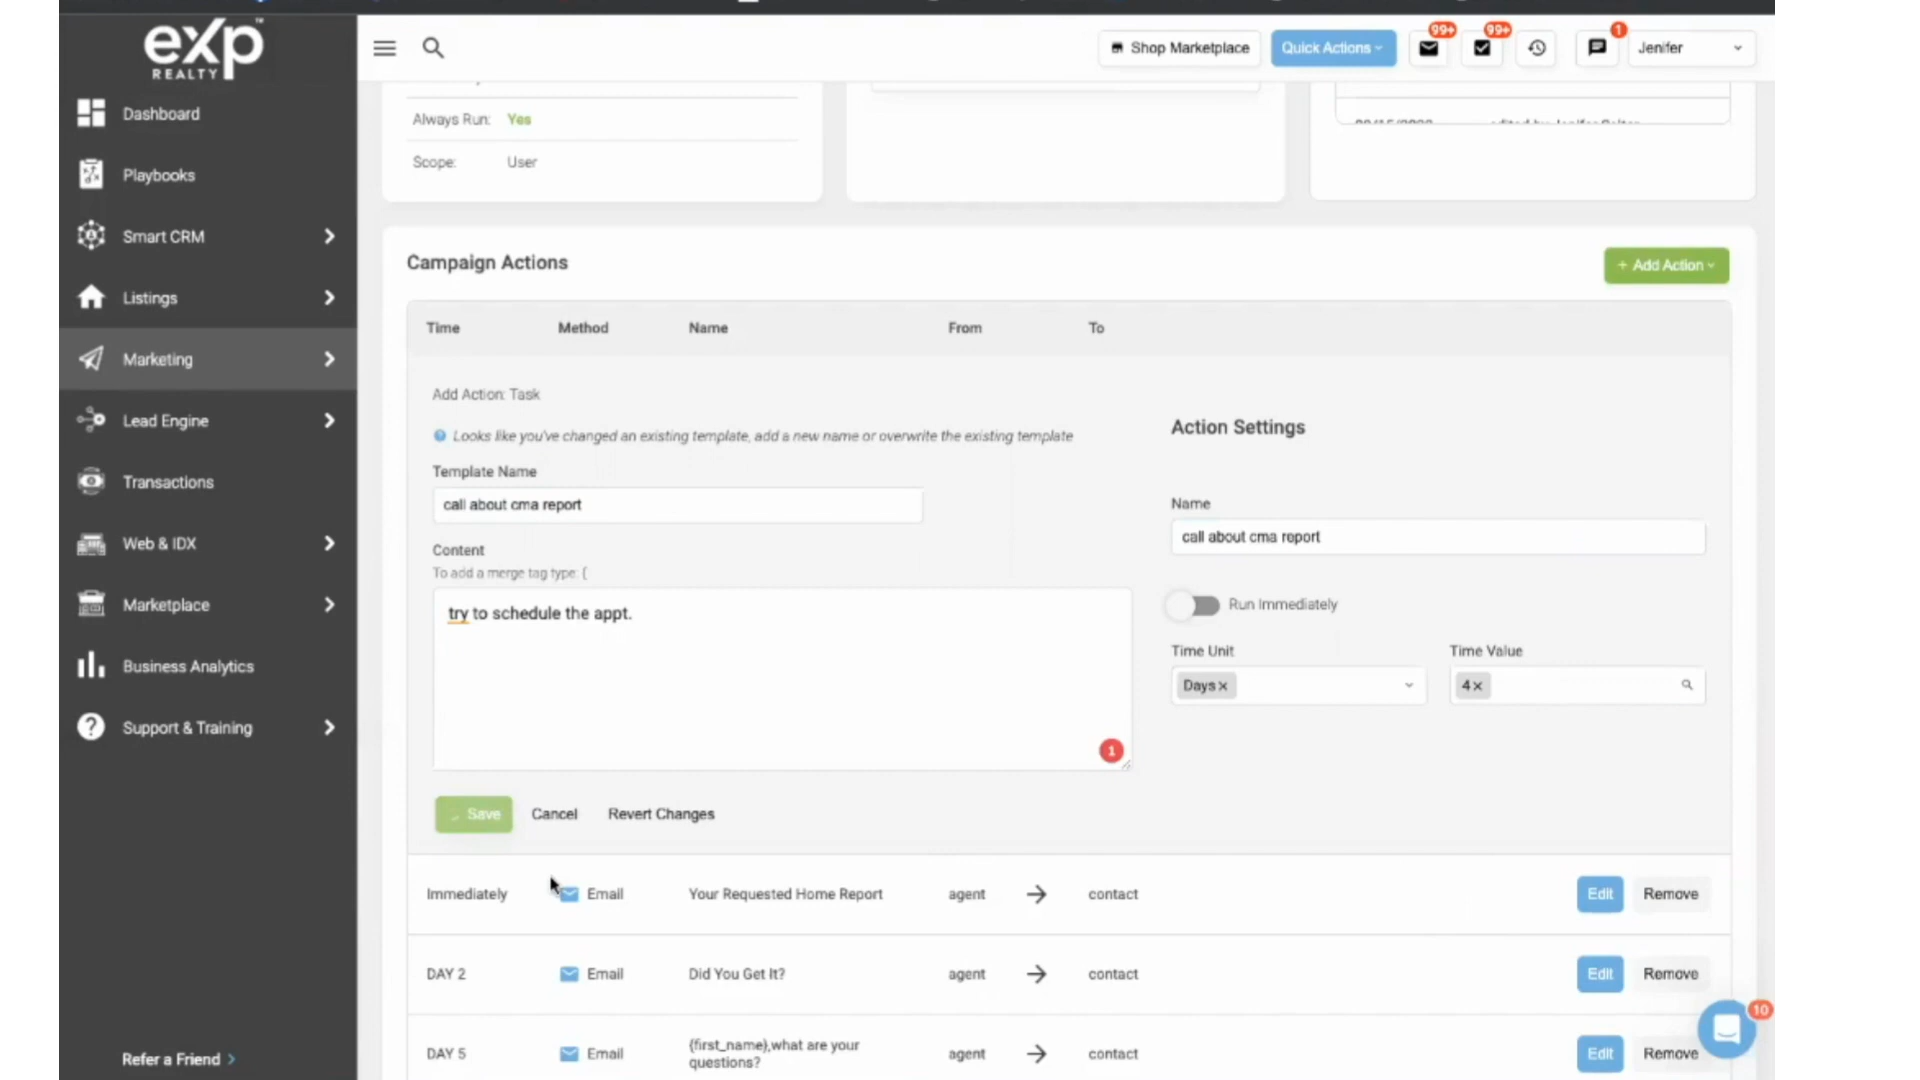 eXp
REALTY
Shop Marketplace
Quick Actions
99+
99+
1
Jenifer
Dashboard
Playbooks
Smart CRM
Listings
Marketing
Lead Engine
Transactions
Web & IDX
Marketplace
Business Analytics
Support & Training
Refer a Friend
Always Run: Yes
Scope: User
Campaign Actions
+ Add Action
Time Method Name From To
Add Action: Task
Looks like you've changed an existing template, add a new name or overwrite the existing template
Template Name
call about cma report
Content
To add a merge tag type: {
try to schedule the appt.
1
Action Settings
Name
call about cma report
Run Immediately
Time Unit Time Value
Days× 4×
Save Cancel Revert Changes
Immediately Email Your Requested Home Report agent → contact Edit Remove
DAY 2 Email Did You Get It? agent → contact Edit Remove
10
DAY 5 Email {first_name},what are your questions? agent → contact Edit Remove